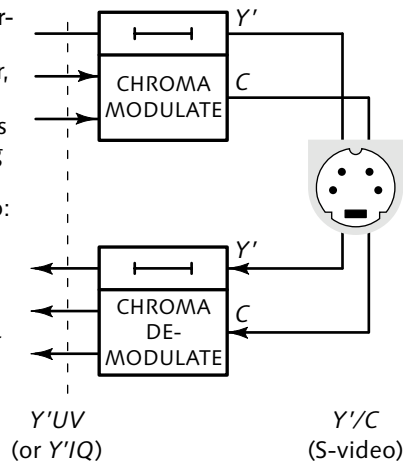 r-
r,
s
g
o:
Y'
CHROMA
MODULATE
C
Y'
CHROMA
DE-
MODULATE
C
Y'UV
(or Y'IQ)
Y'/C
(S-video)